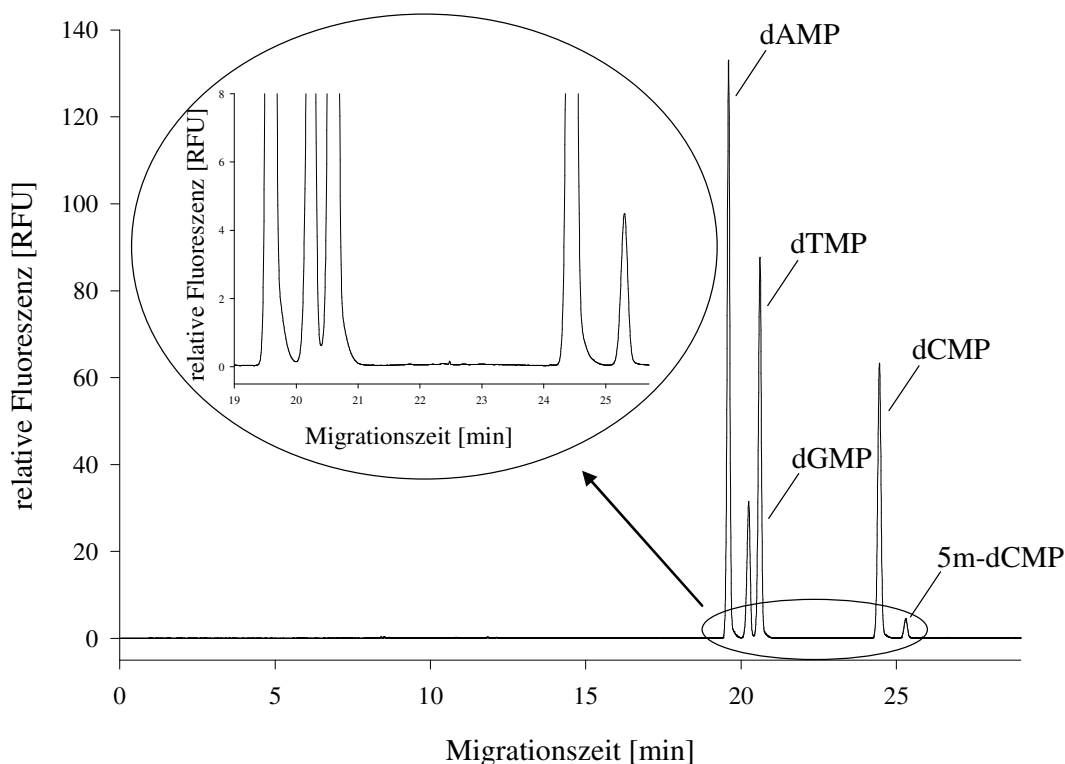 140
120
100
80
60
40
20
0
relative Fluoreszenz [RFU]
0 5 10 15 20 25
Migrationszeit [min]
8
6
4
2
0
relative Fluoreszenz [RFU]
19 20 21 22 23 24 25
Migrationszeit [min]
dAMP
dTMP
dCMP
dGMP
5m-dCMP